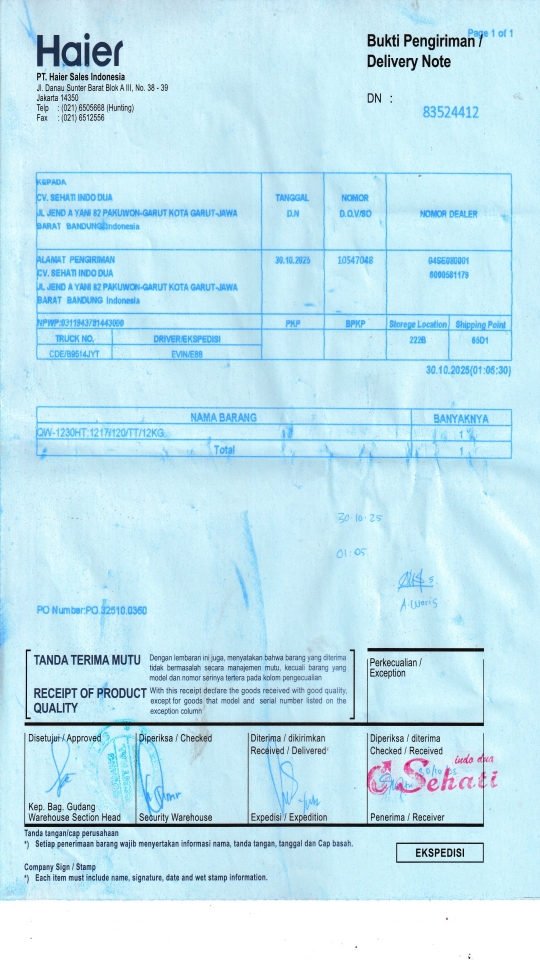 Page 1 of 1
Haier
Bukti Pengiriman /
Delivery Note
PT. Haier Sales Indonesia
Jl. Danau Sunter Barat Blok A III, No. 38 - 39
Jakarta 14350
Telp : (021) 6505668 (Hunting)
Fax : (021) 6512556
DN :
83524412
KEPADA
CV. SEHATI INDO DUA
JL JEND A YANI 82 PAKUWON-GARUT KOTA GARUT-JAWA
BARAT BANDUNG Indonesia
TANGGAL
D.N
NOMOR
D.O.V/SO
NOMOR DEALER
ALAMAT PENGIRIMAN
CV. SEHATI INDO DUA
JL JEND A YANI 82 PAKUWON-GARUT KOTA GARUT-JAWA
BARAT BANDUNG Indonesia
30.10.2025
10547048
PKP
BPKP
Storege Location
Shipping Point
TRUCK NO.
DRIVER/EKSPEDISI
222B
65D1
CDE/B9514JYT
EVIN/E88
30.10.2025(01:05:30)
NAMA BARANG
BANYAKNYA
QW-1230HT:1217/120/TT/12KG
1
Total
1
30-10-25
01.05
A. Waris
PO Number:PO.32510.0360
TANDA TERIMA MUTU
Dengan lembaran ini juga, menyatakan bahwa barang yang diterima
tidak bermasalah secara manajemen mutu, kecuali barang yang
model dan nomor serinya tertera pada kolom pengecualian
RECEIPT OF PRODUCT
QUALITY
With this receipt declare the goods received with good quality,
except for goods that model and serial number listed on the
exception column
Perkecualian /
Exception
Disetujui / Approved
Diperiksa / Checked
Diterima / dikirimkan
Received / Delivered
Diperiksa / diterima
Checked / Received
indo dua
Sehati
Kep. Bag. Gudang
Warehouse Section Head
Security Warehouse
Expedisi / Expedition
Penerima / Receiver
Tanda tangan/cap perusahaan
*) Setiap penerimaan barang wajib menyertakan informasi nama, tanda tangan, tanggal dan Cap basah.
EKSPEDISI
Company Sign / Stamp
*) Each item must include name, signature, date and wet stamp information.